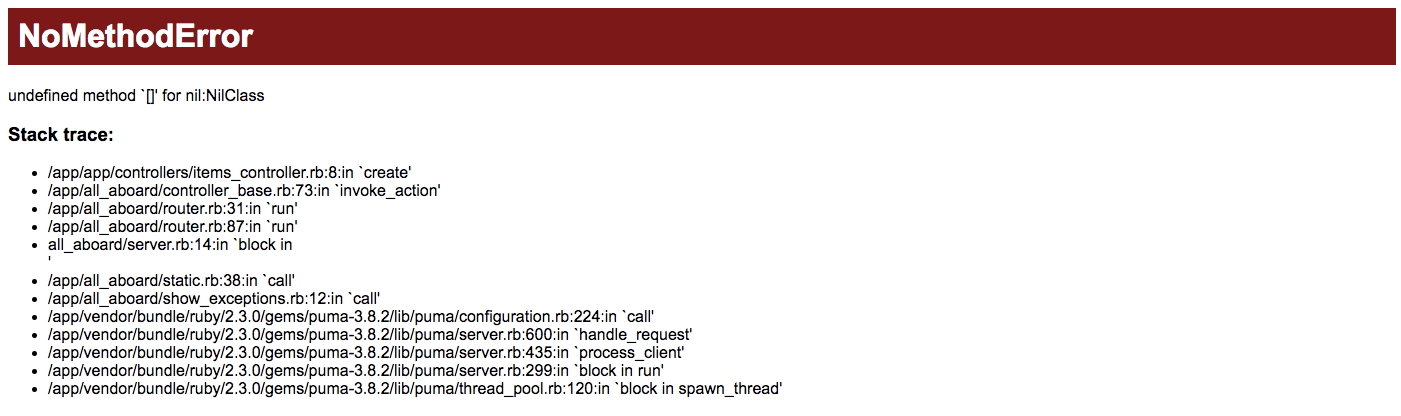 NoMethodError
undefined method `[]' for nil:NilClass
Stack trace:
• /app/app/controllers/items_controller.rb:8:in `create'
• /app/all_aboard/controller_base.rb:73:in `invoke_action'
• /app/all_aboard/router.rb:31:in `run'
• /app/all_aboard/router.rb:87:in `run'
• all_aboard/server.rb:14:in `block in
'
• /app/all_aboard/static.rb:38:in `call'
• /app/all_aboard/show_exceptions.rb:12:in `call'
• /app/vendor/bundle/ruby/2.3.0/gems/puma-3.8.2/lib/puma/configuration.rb:224:in `call'
• /app/vendor/bundle/ruby/2.3.0/gems/puma-3.8.2/lib/puma/server.rb:600:in `handle_request'
• /app/vendor/bundle/ruby/2.3.0/gems/puma-3.8.2/lib/puma/server.rb:435:in `process_client'
• /app/vendor/bundle/ruby/2.3.0/gems/puma-3.8.2/lib/puma/server.rb:299:in `block in run'
• /app/vendor/bundle/ruby/2.3.0/gems/puma-3.8.2/lib/puma/thread_pool.rb:120:in `block in spawn_thread'